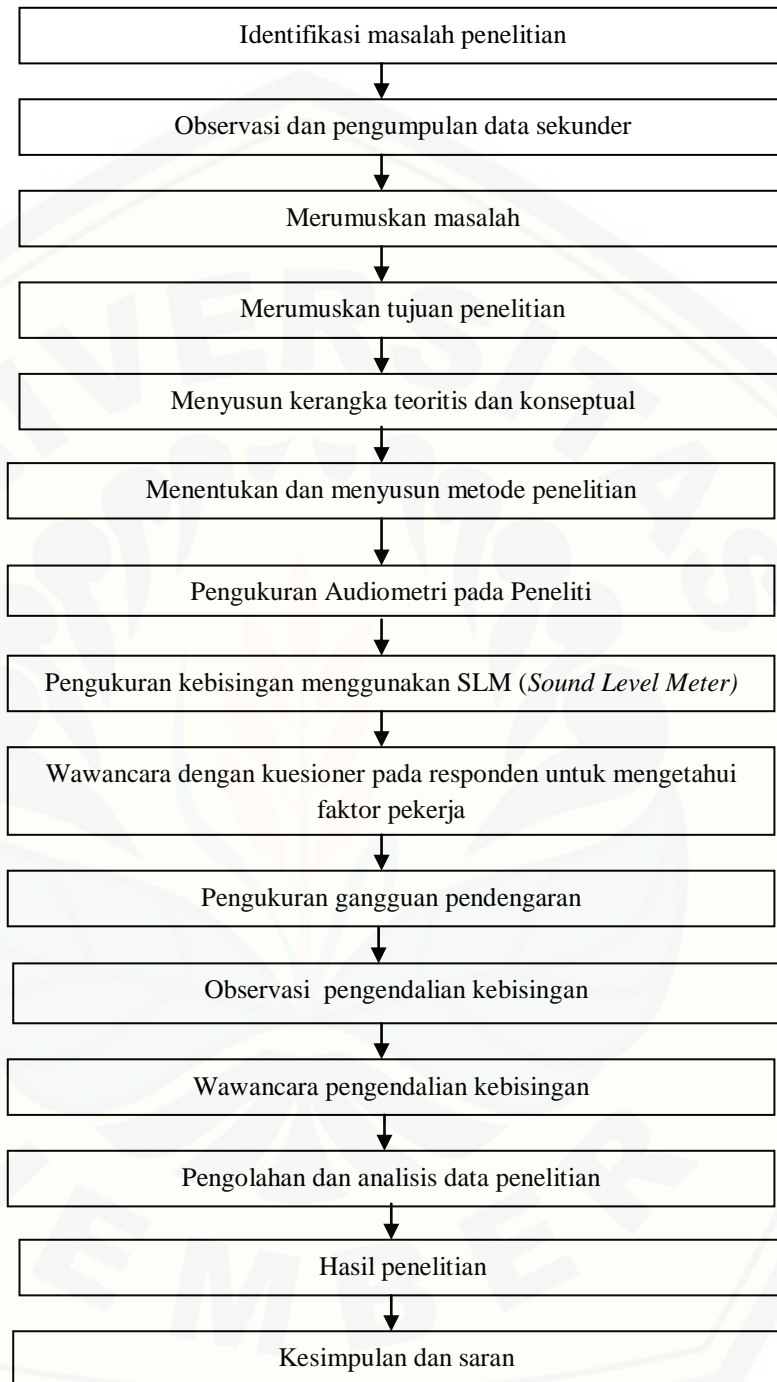 Identifikasi masalah penelitian
Observasi dan pengumpulan data sekunder
Merumuskan masalah
Merumuskan tujuan penelitian
Menyusun kerangka teoritis dan konseptual
Menentukan dan menyusun metode penelitian
Pengukuran Audiometri pada Peneliti
Pengukuran kebisingan menggunakan SLM (Sound Level Meter)
Wawancara dengan kuesioner pada responden untuk mengetahui
faktor pekerja
Pengukuran gangguan pendengaran
Observasi  pengendalian kebisingan
Wawancara pengendalian kebisingan
Pengolahan dan analisis data penelitian
Hasil penelitian
Kesimpulan dan saran
UNIVERSITAS
JEMBER